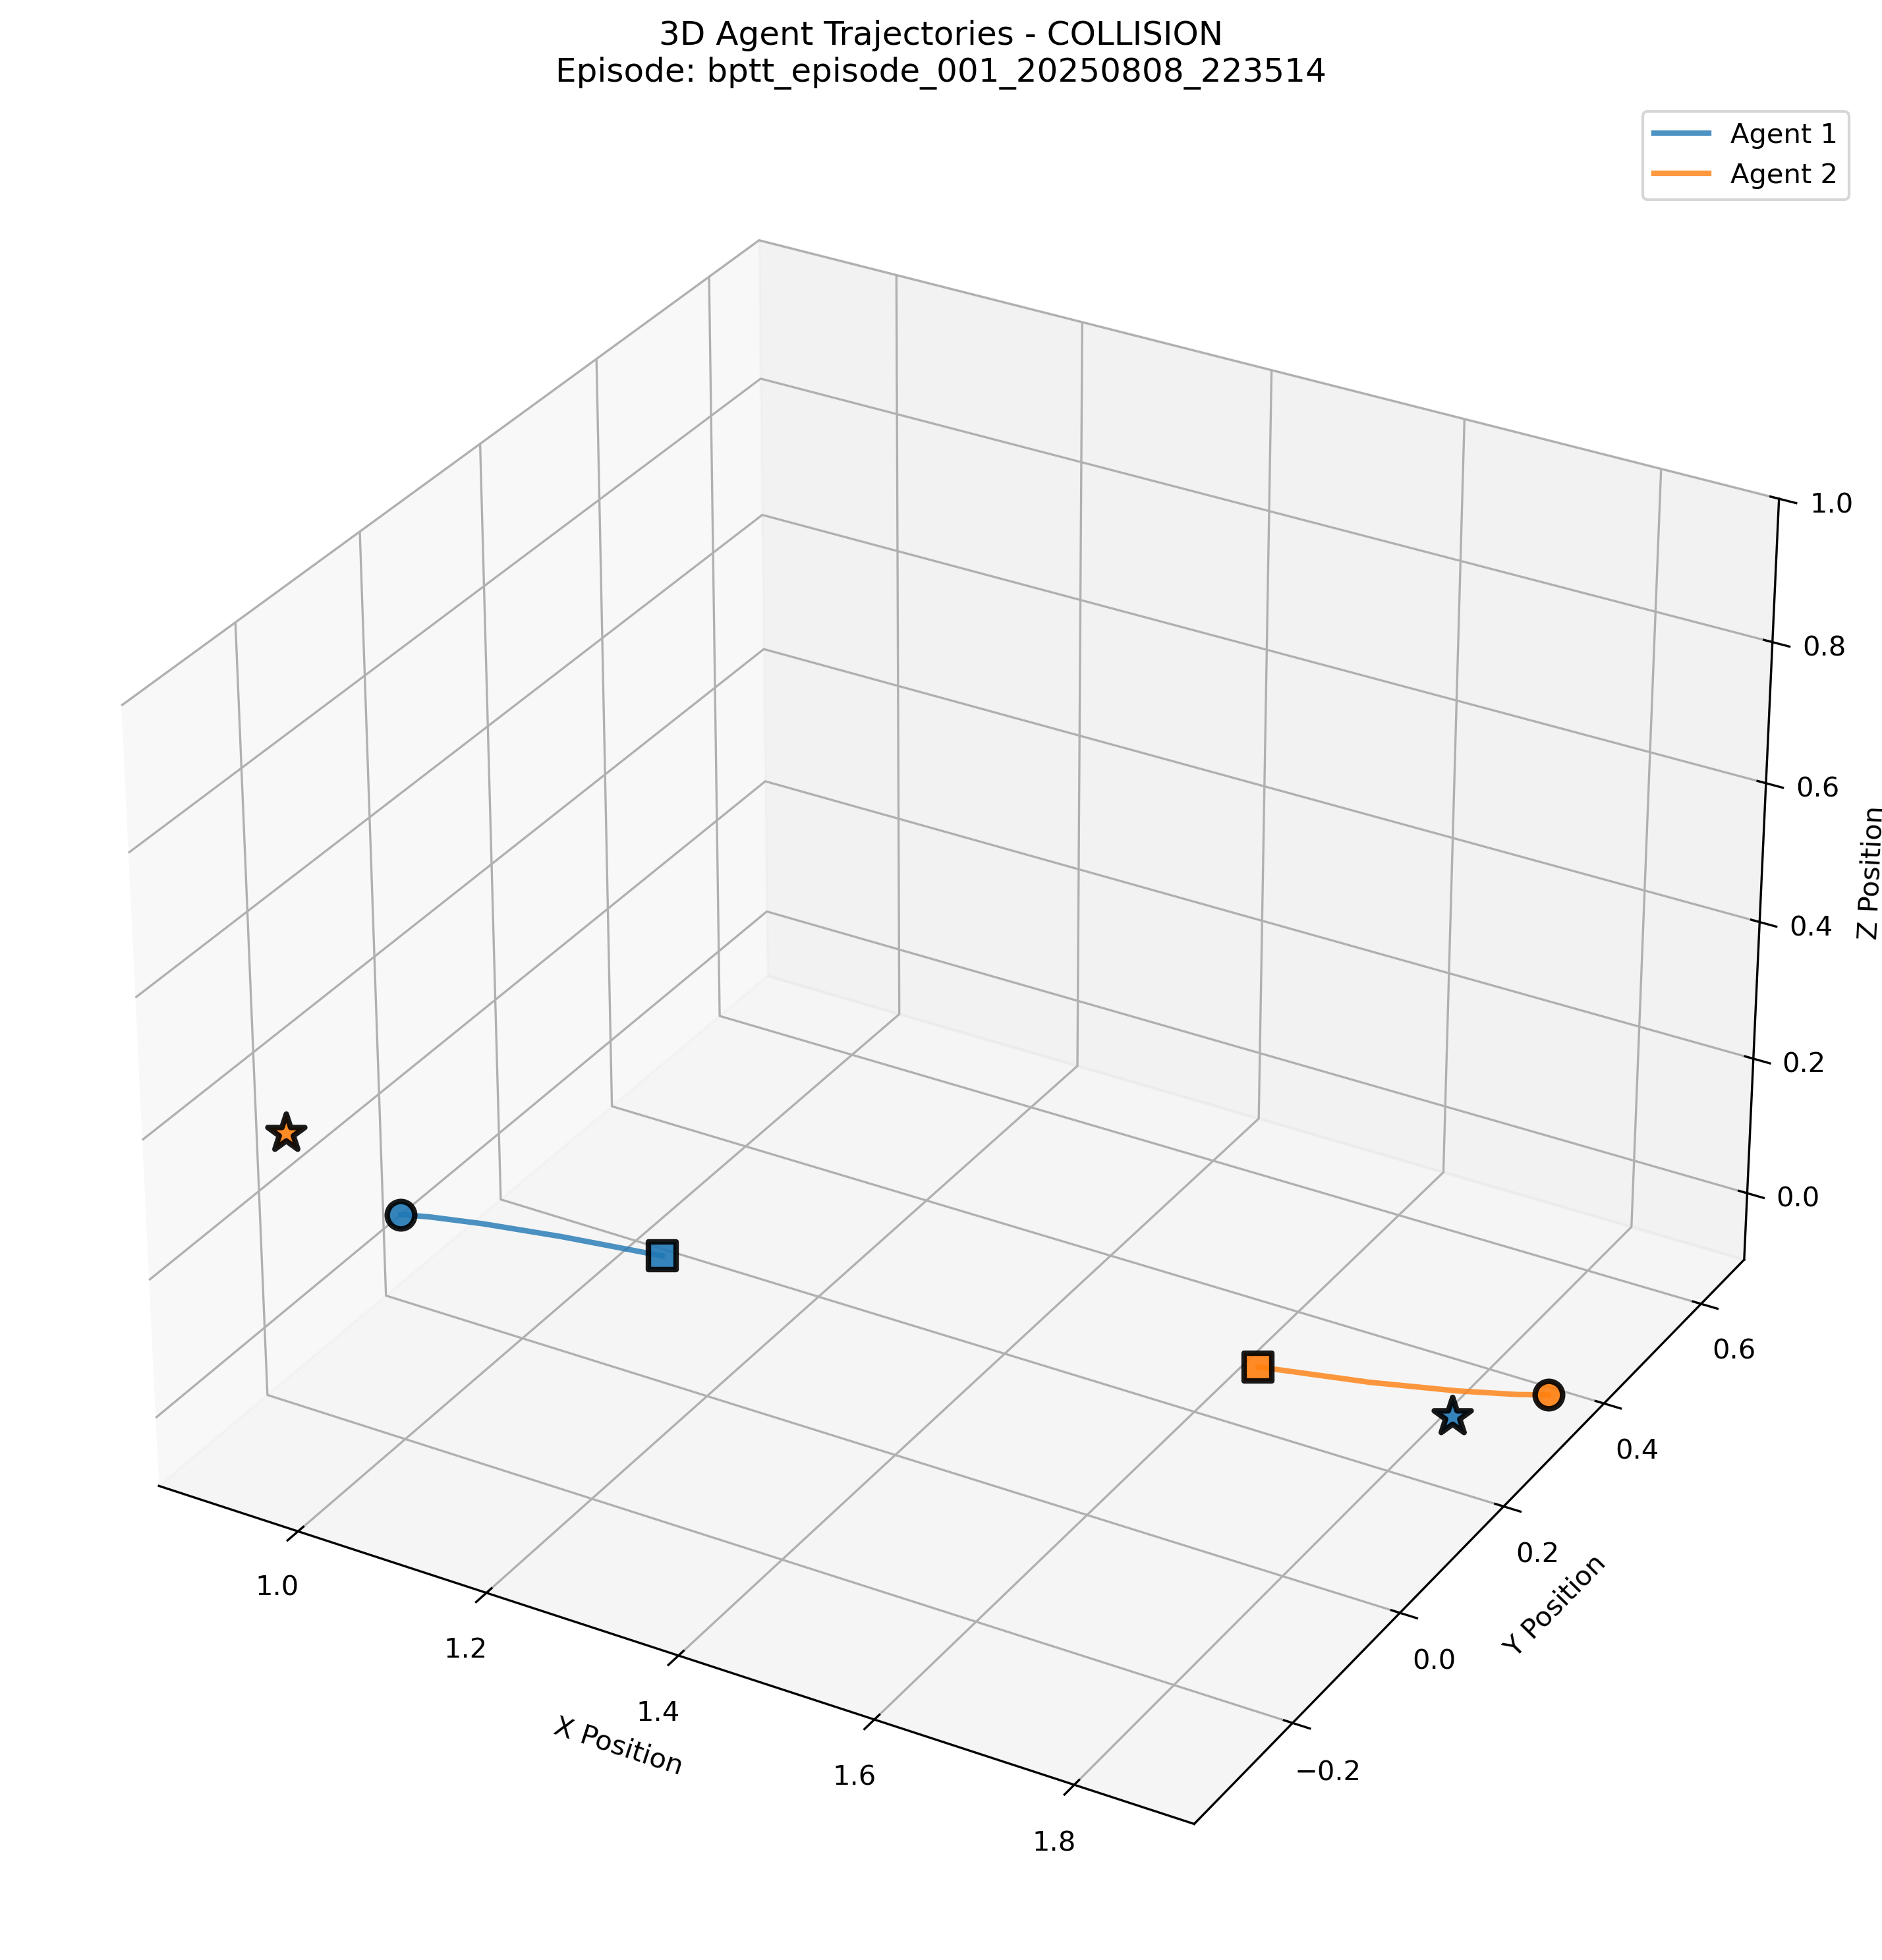 3D Agent Trajectories - COLLISION
Episode: bptt_episode_001_20250808_223514
Agent 1
Agent 2
1.0
0.8
0.6
0.4
0.2
0.0
Z Position
0.6
0.4
0.2
0.0
−0.2
Y Position
1.0
1.2
1.4
1.6
1.8
X Position